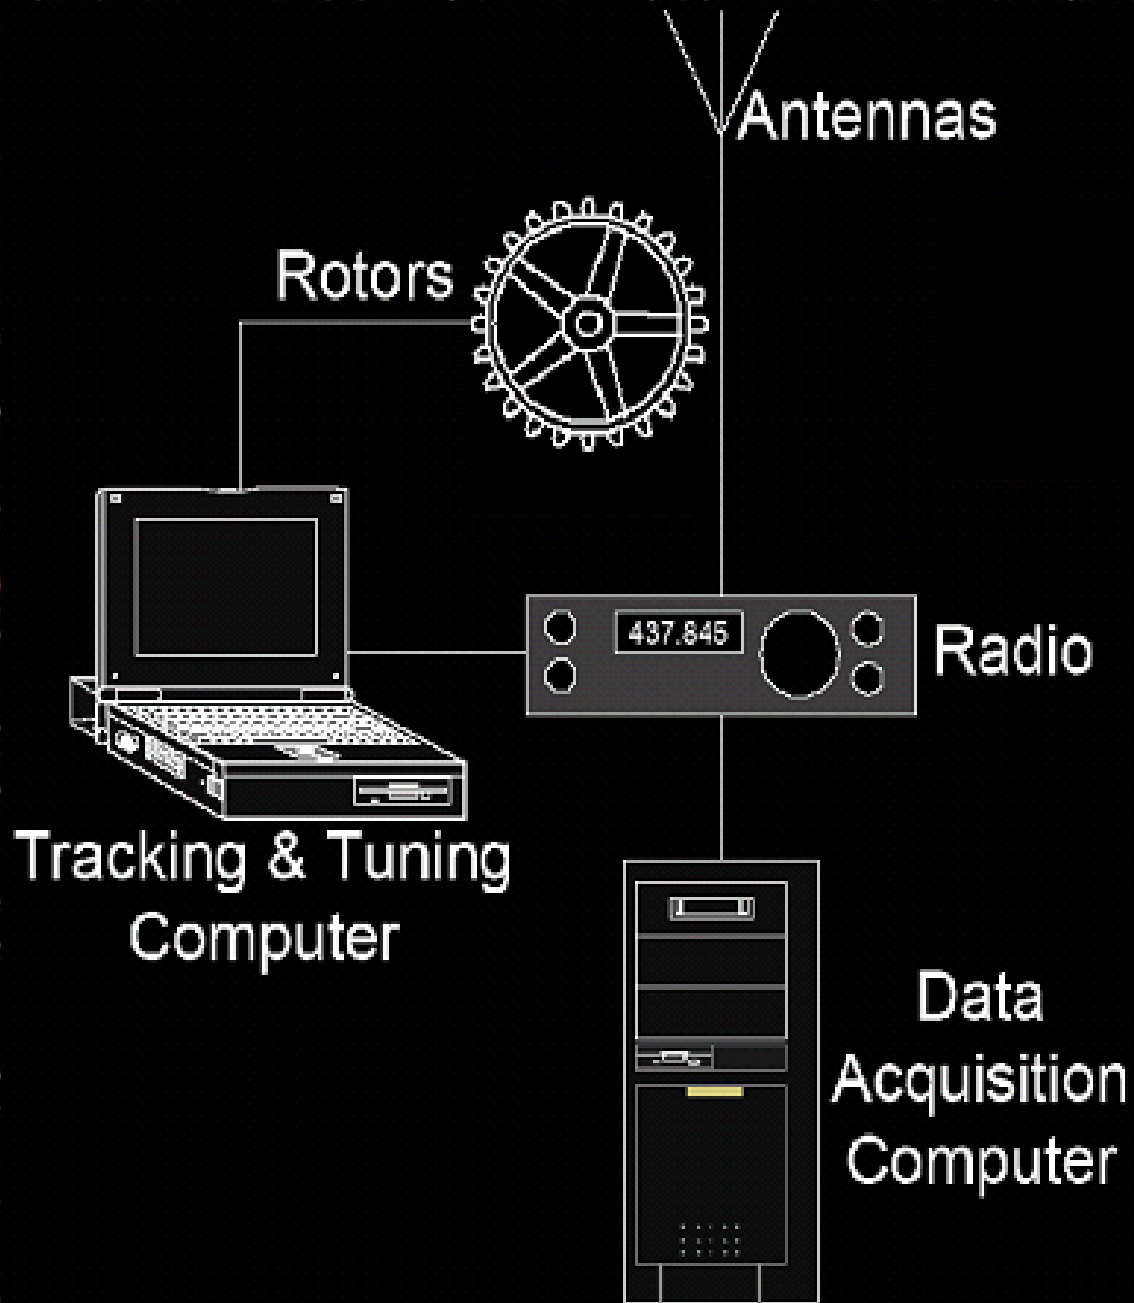 Antennas
Rotors
437.845
Radio
Tracking & Tuning
Computer
Data
Acquisition
Computer